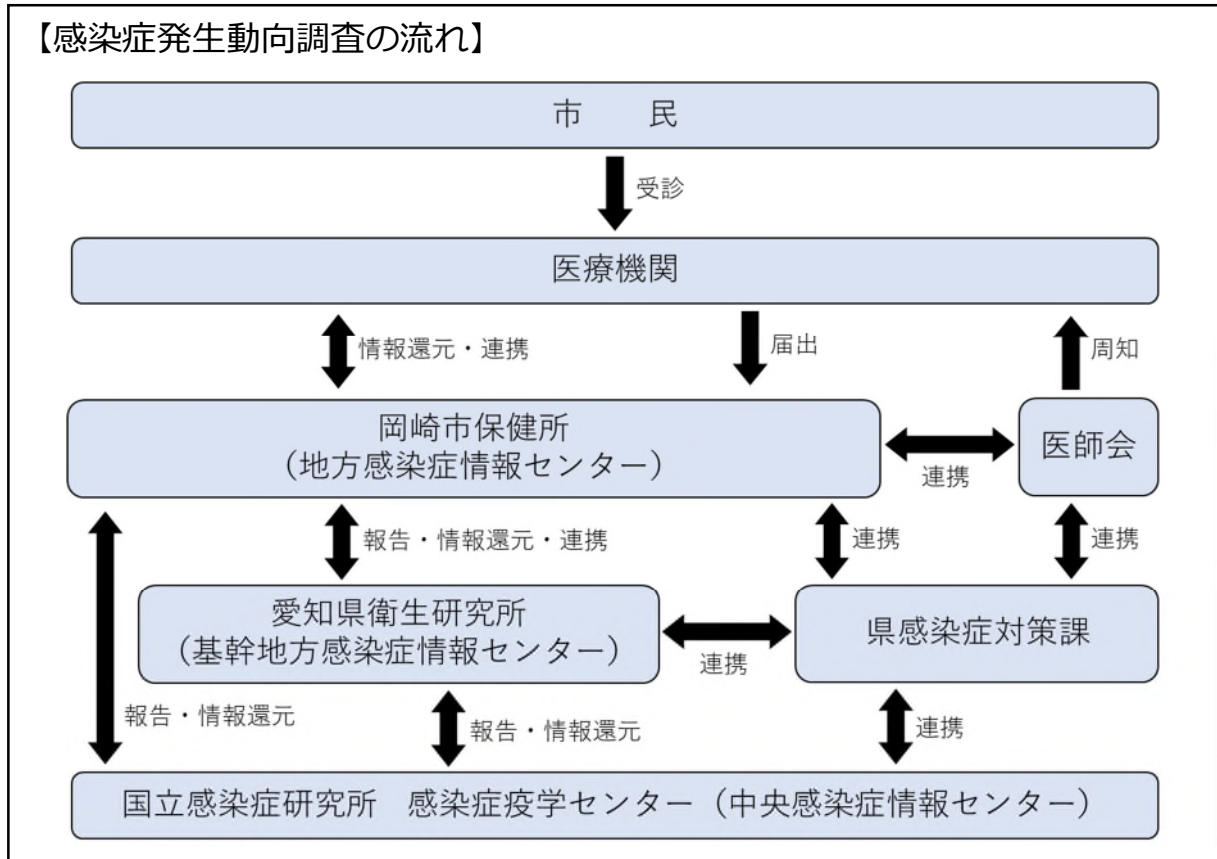 【感染症発生動向調査の流れ】
市　　民
受診
医療機関
情報還元・連携
届出
周知
岡崎市保健所
（地方感染症情報センター）
連携
医師会
報告・情報還元・連携
連携
連携
愛知県衛生研究所
（基幹地方感染症情報センター）
連携
県感染症対策課
報告・情報還元
報告・情報還元
連携
国立感染症研究所　感染症疫学センター（中央感染症情報センター）